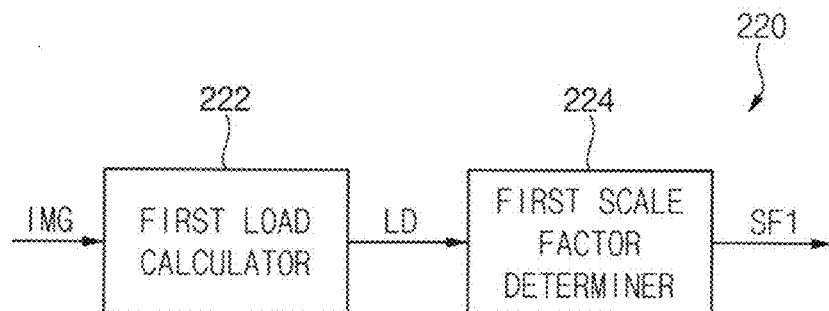 220
222
224
IMG
FIRST LOAD
CALCULATOR
LD
FIRST SCALE
FACTOR
DETERMINER
SF1